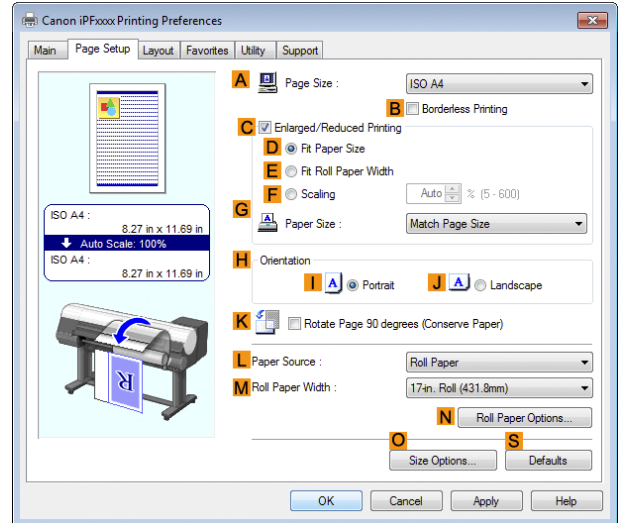 Canon iPFxxxx Printing Preferences
Main Page Setup Layout Favorites Utility Support
A Page Size : ISO A4
B Borderless Printing
C Enlarged/Reduced Printing
D Fit Paper Size
E Fit Roll Paper Width
F Scaling Auto % (5 - 600)
G Paper Size : Match Page Size
ISO A4 :
8.27 in x 11.69 in
Auto Scale: 100%
ISO A4 :
8.27 in x 11.69 in
H Orientation
I A Portrait J A Landscape
K Rotate Page 90 degrees (Conserve Paper)
R
L Paper Source : Roll Paper
M Roll Paper Width : 17-in. Roll (431.8mm)
N Roll Paper Options...
O S
Size Options... Defaults
OK Cancel Apply Help